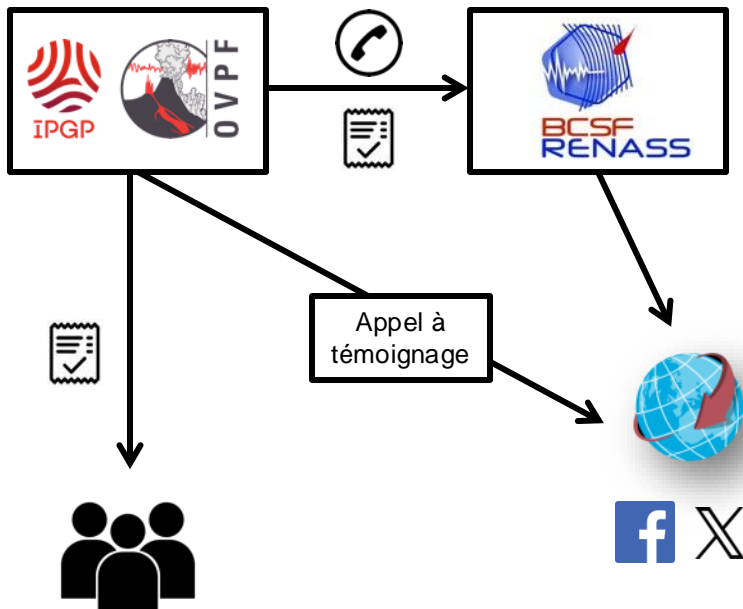 IPGP
OVPF
BCSF
RENASS
Appel à
témoignage